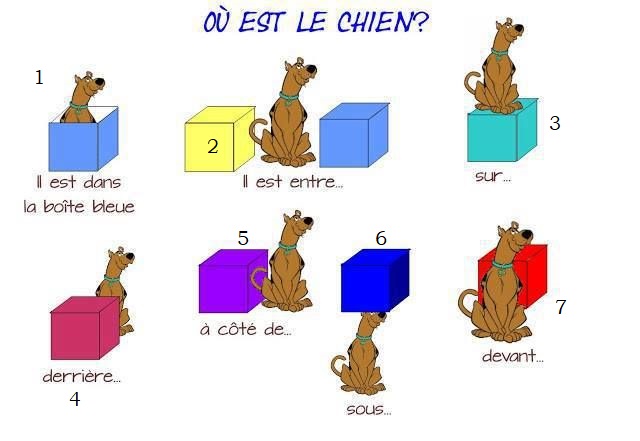 OÙ EST LE CHIEN?
1
Il est dans
la boîte bleue
2
Il est entre...
3
sur...
4
derrière...
5
à côté de...
6
sous...
7
devant...